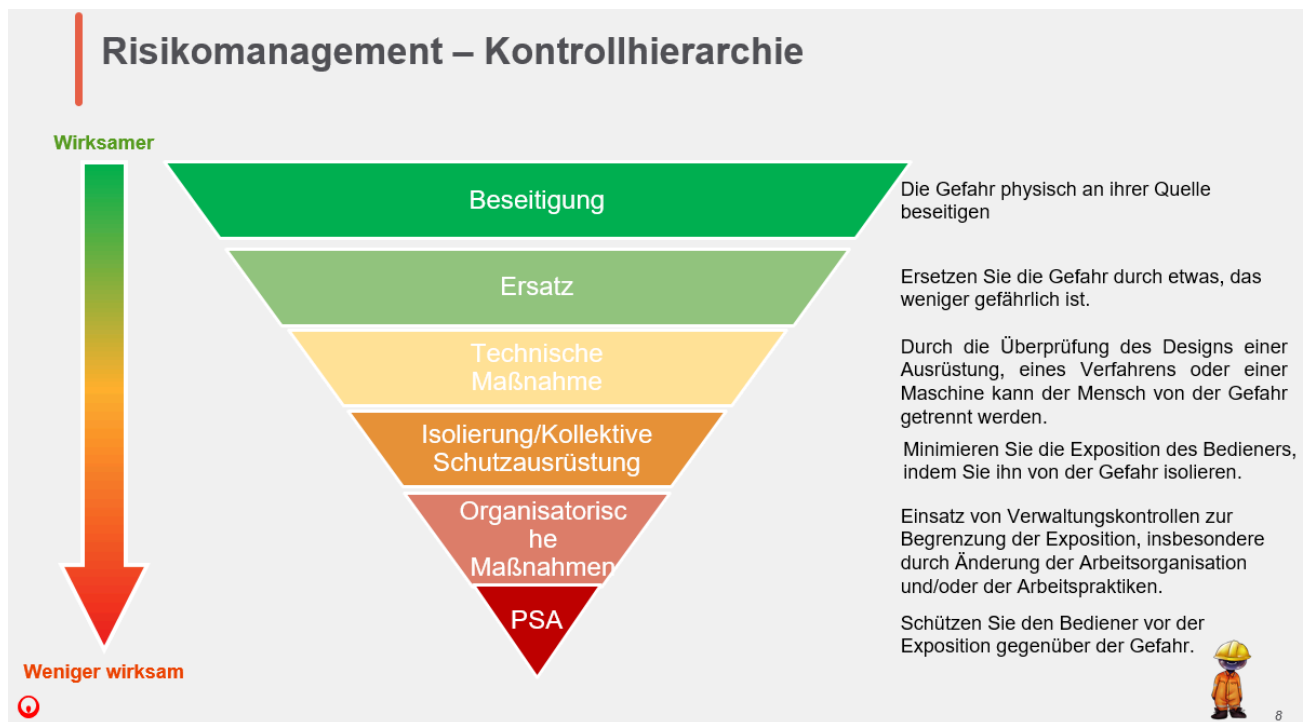 Risikomanagement – Kontrollhierarchie
Wirksamer
Beseitigung
Die Gefahr physisch an ihrer Quelle
beseitigen
Ersatz
Ersetzen Sie die Gefahr durch etwas, das
weniger gefährlich ist.
Technische
Maßnahme
Durch die Überprüfung des Designs einer
Ausrüstung, eines Verfahrens oder einer
Maschine kann der Mensch von der Gefahr
getrennt werden.
Isolierung/Kollektive
Schutzausrüstung
Minimieren Sie die Exposition des Bedieners,
indem Sie ihn von der Gefahr isolieren.
Organisatorisc
he
Maßnahmen
Einsatz von Verwaltungskontrollen zur
Begrenzung der Exposition, insbesondere
durch Änderung der Arbeitsorganisation
und/oder der Arbeitspraktiken.
PSA
Schützen Sie den Bediener vor der
Exposition gegenüber der Gefahr.
Weniger wirksam
8